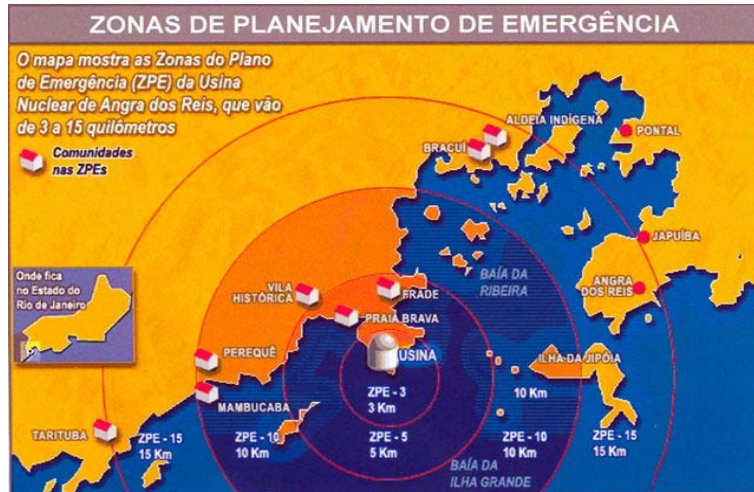 ZONAS DE PLANEJAMENTO DE EMERGÊNCIA
O mapa mostra as Zonas do Plano
de Emergência (ZPE) da Usina
Nuclear de Angra dos Reis, que vão
de 3 a 15 quilômetros
Comunidades
nas ZPEs
ALDEIA INDÍGENA
PONTAL
BRACUÍ
JAPUÍBA
Onde fica
no Estado do
Rio de Janeiro
VILA
HISTÓRICA
FRADE
BAÍA DA
RIBEIRA
ANGRA
DOS REIS
PRAIA BRAVA
PEREQUÊ
USINA
ILHA DA JIPÓIA
MAMBUCABA
ZPE - 3
3 Km
10 Km
TARITUBA
ZPE - 15
15 Km
ZPE - 10
10 Km
ZPE - 5
5 Km
ZPE - 10
10 Km
ZPE - 15
15 Km
BAÍA DA
ILHA GRANDE